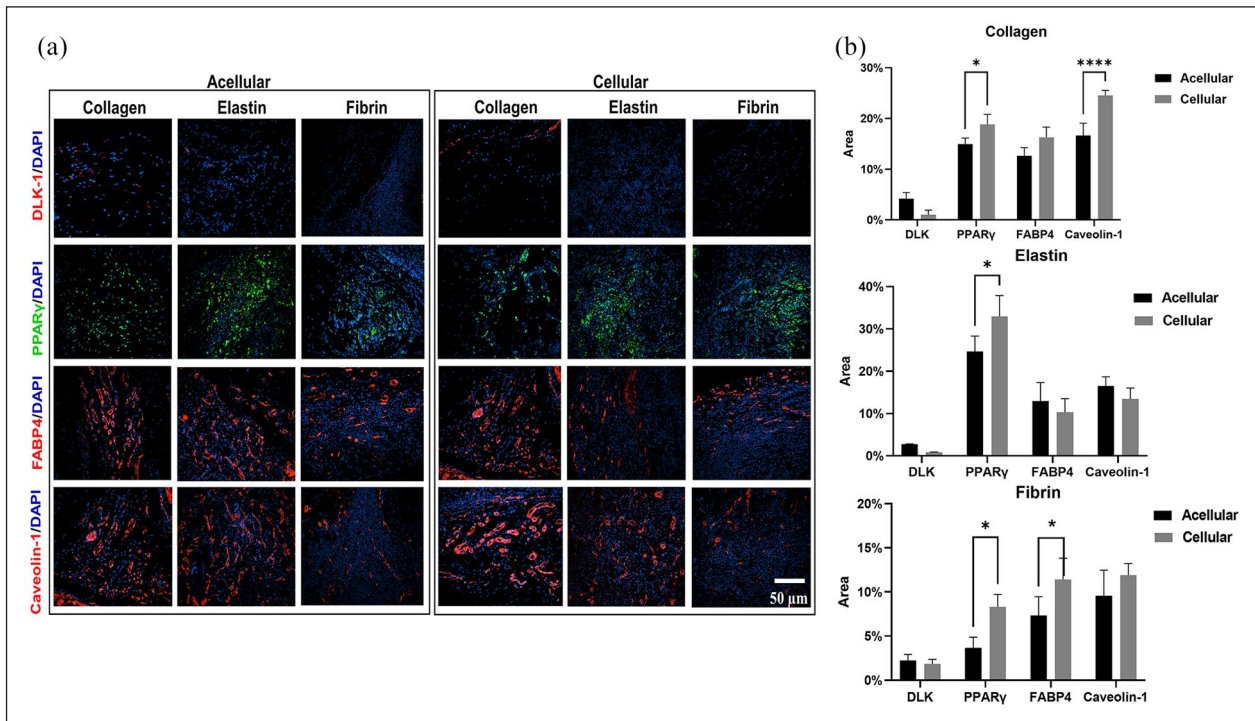 (a)
Acellular
Cellular
Collagen Elastin Fibrin
Collagen Elastin Fibrin
DLK-1/DAPI
PPARγ/DAPI
FABP4/DAPI
Caveolin-1/DAPI
50 µm
(b)
Collagen
30%
20%
10%
0%
Area
*
****
Acellular
Cellular
DLK PPARγ FABP4 Caveolin-1
Elastin
40%
30%
20%
10%
0%
Area
*
Acellular
Cellular
DLK PPARγ FABP4 Caveolin-1
Fibrin
20%
15%
10%
5%
0%
Area
*
*
Acellular
Cellular
DLK PPARγ FABP4 Caveolin-1